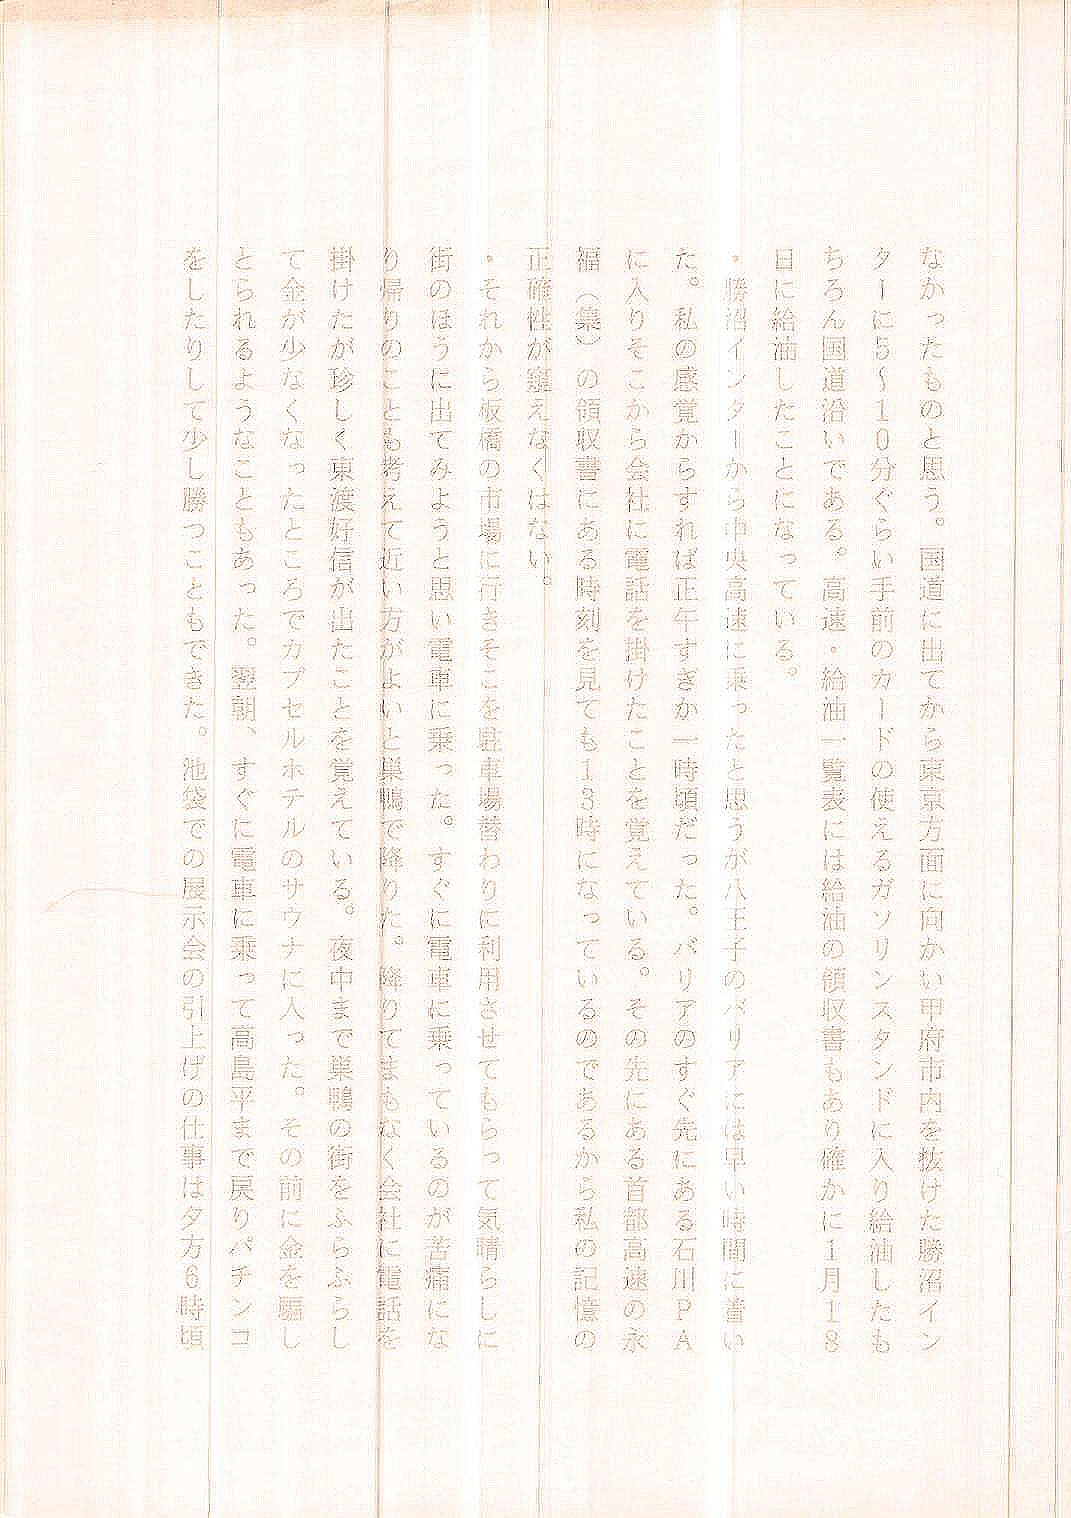 なかったものと思う。国道に出てから東京方面に向かい甲府市内を抜けた勝沼イン
ターに５～１０分ぐらい手前のカードの使えるガソリンスタンドに入り給油したも
ちろん国道沿いである。高速・給油一覧表には給油の領収書もあり確かに１月１８
日に給油したことになっている。
・勝沼インターから中央高速に乗ったと思うが八王子のバリアには早い時間に着い
た。私の感覚からすれば正午すぎか一時頃だった。バリアのすぐ先にある石川ＰＡ
に入りそこから会社に電話を掛けたことを覚えている。その先にある首都高速の永
福（集）の領収書にある時刻を見ても１３時になっているのであるから私の記憶の
正確性が窺えなくはない。
・それから板橋の市場に行きそこを駐車場替わりに利用させてもらって気晴らしに
街のほうに出てみようと思い電車に乗った。すぐに電車に乗っているのが苦痛にな
り帰りのことも考えて近い方がよいと巣鴨で降りた。降りてまもなく会社に電話を
掛けたが珍しく東渡好信が出たことを覚えている。夜中まで巣鴨の街をふらふらし
て金が少なくなったところでカプセルホテルのサウナに入った。その前に金を騙し
とられるようなこともあった。翌朝、すぐに電車に乗って高島平まで戻りパチンコ
をしたりして少し勝つこともできた。池袋での展示会の引上げの仕事は夕方６時頃